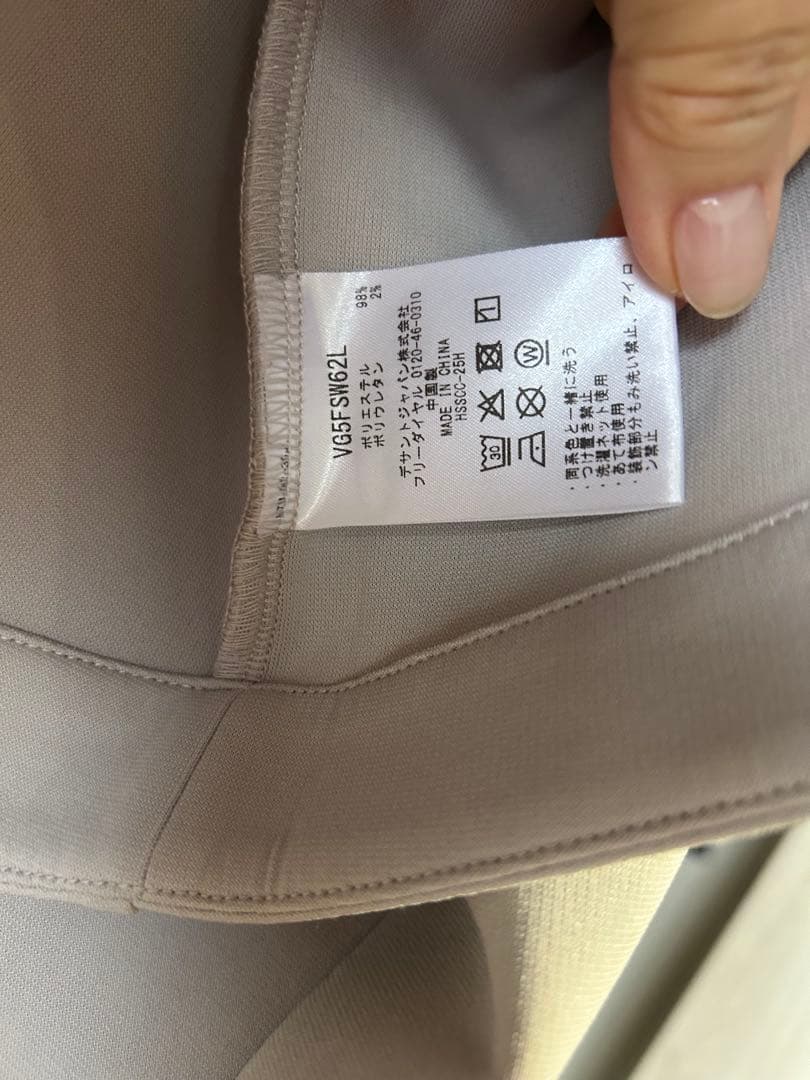 VG5FSW62L
ポリエステル 98%
ポリウレタン 2%
デサントジャパン株式会社
フリーダイヤル 0120-46-0310
中国製
MADE IN CHINA
HSSCC-25H
30
W
・同系色と一緒に洗う
・つけ置き禁止
・洗濯ネット使用
・あて布使用
・装飾部分もみ洗い禁止、アイロ
ン禁止